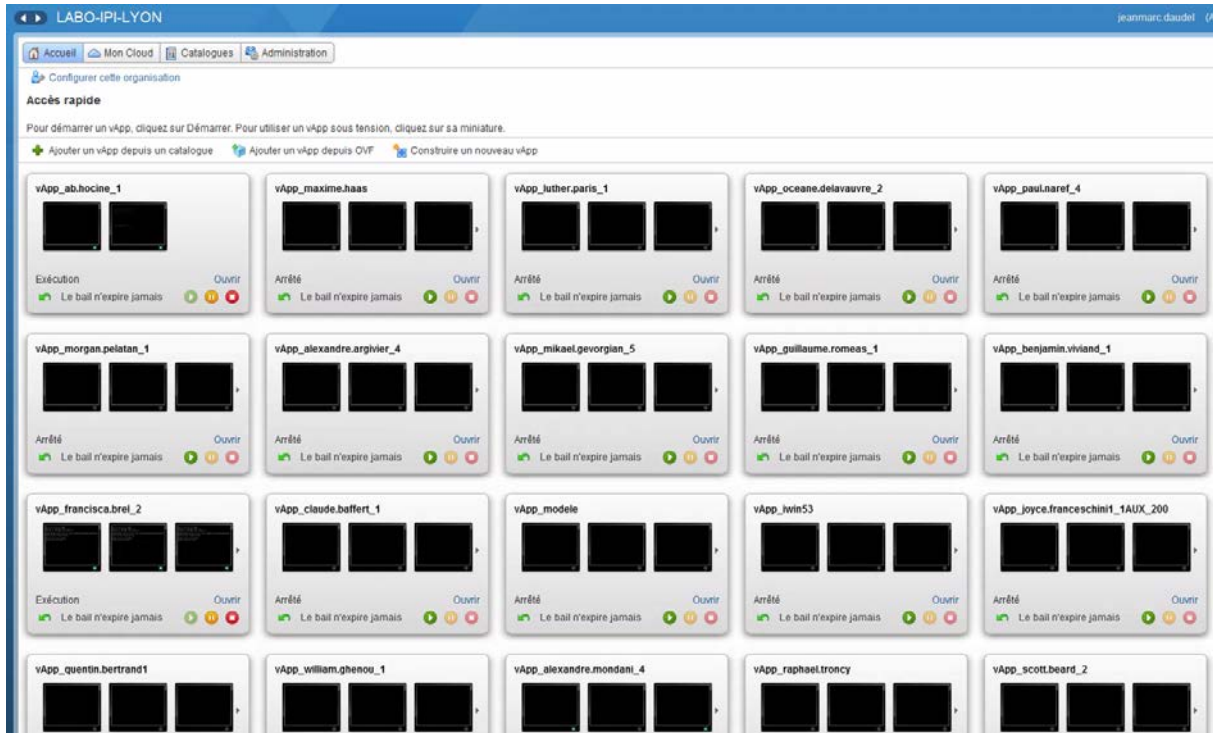 LABO-IPI-LYON
jeanmarc.daudel (A
Accueil Mon Cloud Catalogues Administration
Configurer cette organisation
Accès rapide
Pour démarrer un vApp, cliquez sur Démarrer. Pour utiliser un vApp sous tension, cliquez sur sa miniature.
Ajouter un vApp depuis un catalogue Ajouter un vApp depuis OVF Construire un nouveau vApp
vApp_ab.hocine_1 vApp_maxime.haas vApp_luther.paris_1 vApp_oceane.delavauvre_2 vApp_paul.naref_4
Exécution Ouvrir Arrêté Ouvrir Arrêté Ouvrir Arrêté Ouvrir Arrêté Ouvrir
Le bail n'expire jamais Le bail n'expire jamais Le bail n'expire jamais Le bail n'expire jamais Le bail n'expire jamais
vApp_morgan.pelatan_1 vApp_alexandre.argivier_4 vApp_mikael.gevorgian_5 vApp_guillaume.romeas_1 vApp_benjamin.viviand_1
Arrêté Ouvrir Arrêté Ouvrir Arrêté Ouvrir Arrêté Ouvrir Arrêté Ouvrir
Le bail n'expire jamais Le bail n'expire jamais Le bail n'expire jamais Le bail n'expire jamais Le bail n'expire jamais
vApp_francisca.brel_2 vApp_claude.baffert_1 vApp_modele vApp_iwin53 vApp_joyce.franceschini1_1AUX_200
Exécution Ouvrir Arrêté Ouvrir Arrêté Ouvrir Arrêté Ouvrir Arrêté Ouvrir
Le bail n'expire jamais Le bail n'expire jamais Le bail n'expire jamais Le bail n'expire jamais Le bail n'expire jamais
vApp_quentin.bertrand1 vApp_william.ghenou_1 vApp_alexandre.mondani_4 vApp_raphael.troncy vApp_scott.beard_2